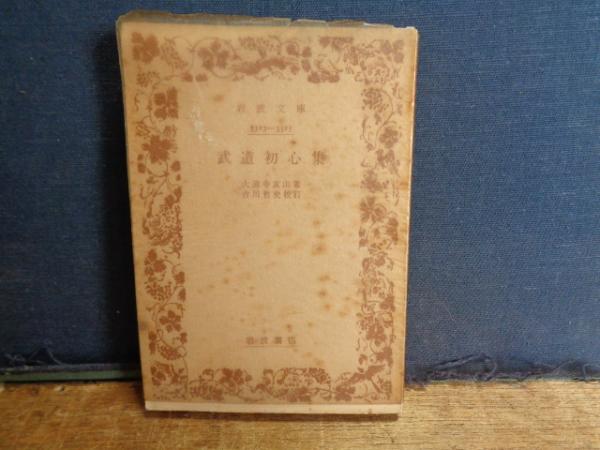 岩波文庫
武道初心集
大道寺友山著
古川哲史校訂
岩波書店